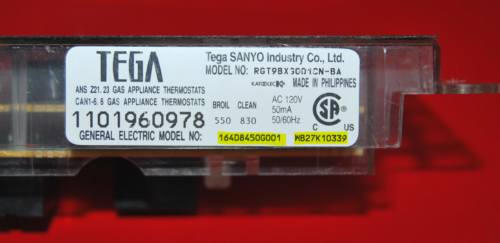 TEGA
Tega SANYO Industry Co., Ltd.
MODEL NO: RGT9BXG001CN-BA
ANS Z21.23 GAS APPLIANCE THERMOSTATS
MADE IN PHILIPPINES
CAN1-6.6 GAS APPLIANCE THERMOSTATS
BROIL CLEAN
AC 120V
1101960978
550 830
50mA
50/60Hz
C US
GENERAL ELECTRIC MODEL NO:
164D8450G001
WB27K10339